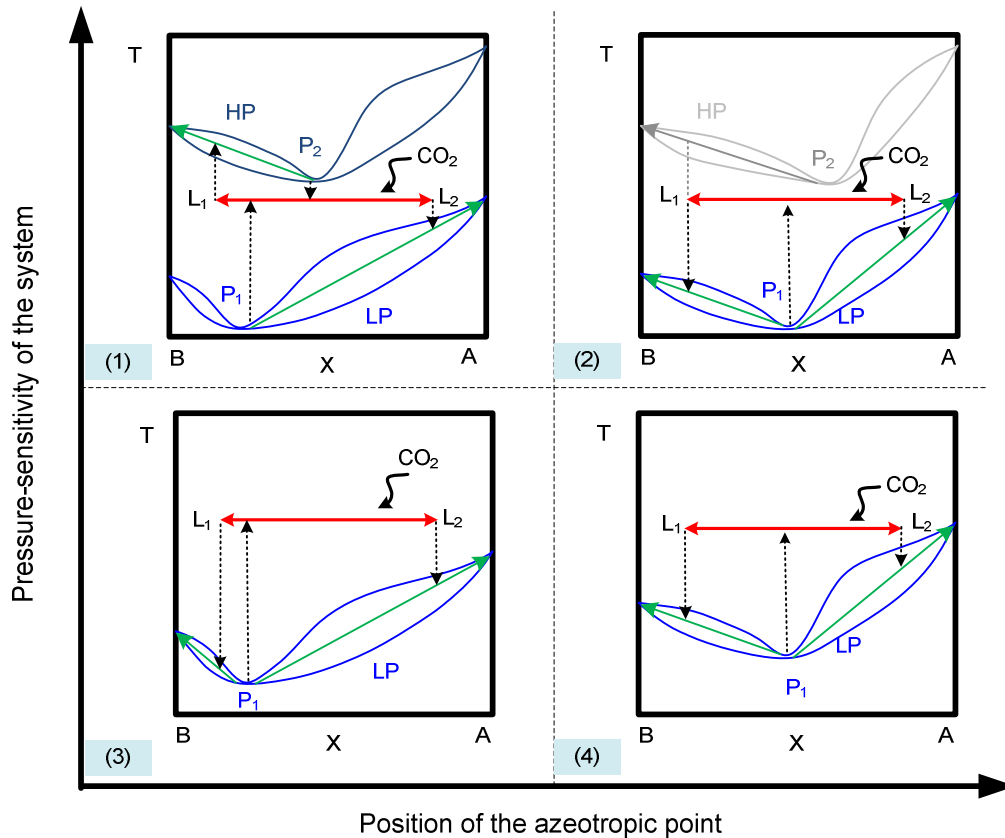 Pressure-sensitivity of the system
T
HP
P2
CO2
L1
L2
P1
LP
(1)
B
X
A
T
HP
P2
CO2
L1
L2
P1
LP
(2)
B
X
A
T
CO2
L1
L2
LP
P1
(3)
B
X
A
T
CO2
L1
L2
LP
P1
(4)
B
X
A
Position of the azeotropic point